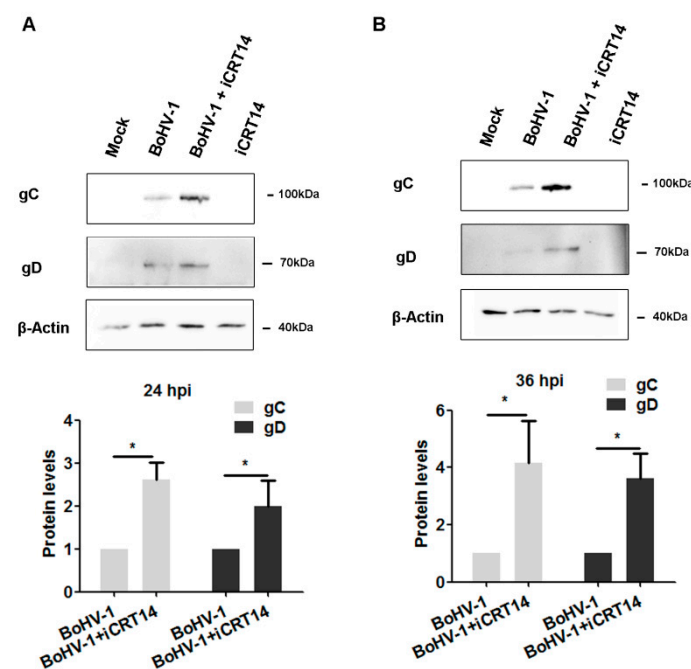 A
Mock
BoHV-1
BoHV-1 + iCRT14
iCRT14
gC
– 100kDa
gD
– 70kDa
β-Actin
– 40kDa
24 hpi
gC
gD
Protein levels
4
3
2
1
0
*
*
BoHV-1
BoHV-1+iCRT14
BoHV-1
BoHV-1+iCRT14
B
Mock
BoHV-1
BoHV-1 + iCRT14
iCRT14
gC
– 100kDa
gD
– 70kDa
β-Actin
– 40kDa
36 hpi
gC
gD
Protein levels
6
4
2
0
*
*
BoHV-1
BoHV-1+iCRT14
BoHV-1
BoHV-1+iCRT14